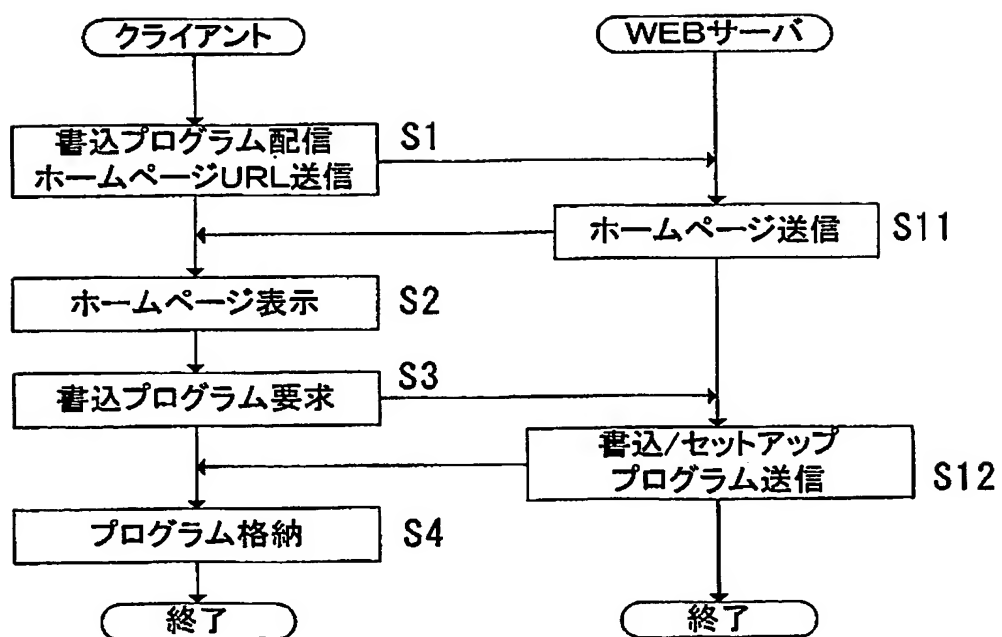 クライアント
WEBサーバ
書込プログラム配信
ホームページURL送信
S1
ホームページ送信
S11
ホームページ表示
S2
書込プログラム要求
S3
書込/セットアップ
プログラム送信
S12
プログラム格納
S4
終了
終了